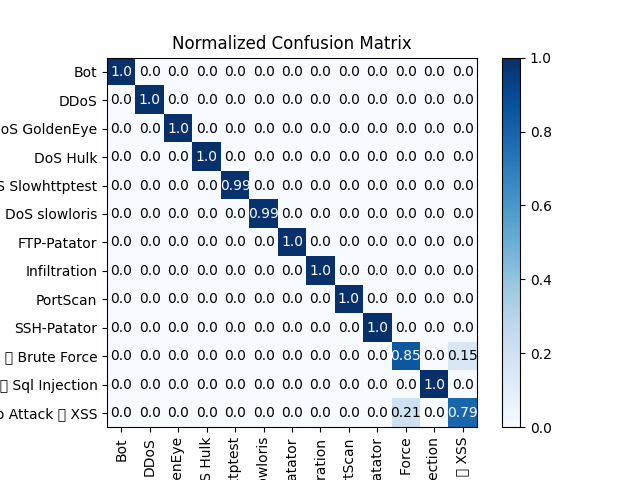 Normalized Confusion Matrix
Bot 1.0 0.0 0.0 0.0 0.0 0.0 0.0 0.0 0.0 0.0 0.0 0.0 0.0 1.0
DDoS 0.0 1.0 0.0 0.0 0.0 0.0 0.0 0.0 0.0 0.0 0.0 0.0 0.0
oS GoldenEye 0.0 0.0 1.0 0.0 0.0 0.0 0.0 0.0 0.0 0.0 0.0 0.0 0.0 0.8
DoS Hulk 0.0 0.0 0.0 1.0 0.0 0.0 0.0 0.0 0.0 0.0 0.0 0.0 0.0
S Slowhttptest 0.0 0.0 0.0 0.0 0.99 0.0 0.0 0.0 0.0 0.0 0.0 0.0 0.0 0.6
DoS slowloris 0.0 0.0 0.0 0.0 0.0 0.99 0.0 0.0 0.0 0.0 0.0 0.0 0.0
FTP-Patator 0.0 0.0 0.0 0.0 0.0 0.0 1.0 0.0 0.0 0.0 0.0 0.0 0.0
Infiltration 0.0 0.0 0.0 0.0 0.0 0.0 0.0 1.0 0.0 0.0 0.0 0.0 0.0 0.4
PortScan 0.0 0.0 0.0 0.0 0.0 0.0 0.0 0.0 1.0 0.0 0.0 0.0 0.0
SSH-Patator 0.0 0.0 0.0 0.0 0.0 0.0 0.0 0.0 0.0 1.0 0.0 0.0 0.0
Brute Force 0.0 0.0 0.0 0.0 0.0 0.0 0.0 0.0 0.0 0.0 0.85 0.0 0.15 0.2
Sql Injection 0.0 0.0 0.0 0.0 0.0 0.0 0.0 0.0 0.0 0.0 0.0 1.0 0.0
Attack XSS 0.0 0.0 0.0 0.0 0.0 0.0 0.0 0.0 0.0 0.0 0.21 0.0 0.79 0.0
Bot
DDoS
enEye
S Hulk
tptest
wloris
atator
ration
rtScan
atator
Force
ection
XSS